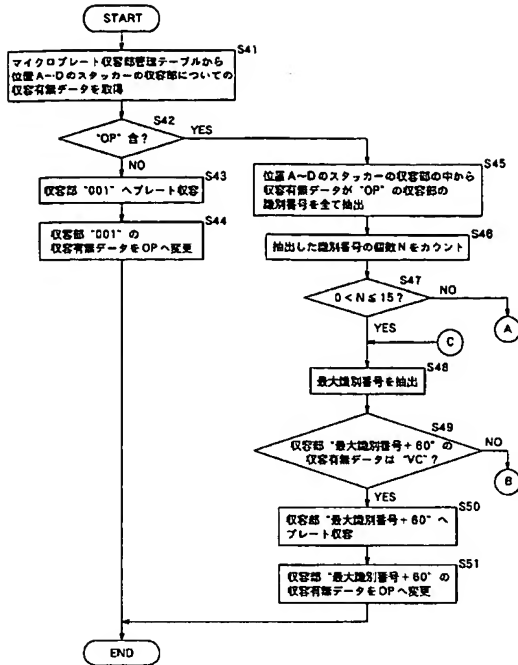 START
S41
マイクロプレート収容部管理テーブルから
位置A~Dのスタッカーの収容部についての
収容有無データを取得
S42
"OP" 含?
YES
NO
S43
収容部 "001" へプレート収容
S44
収容部 "001" の
収容有無データをOPへ変更
S45
位置A~Dのスタッカーの収容部の中から
収容有無データが "OP" の収容部の
識別番号を全て抽出
S46
抽出した識別番号の個数Nをカウント
S47
0<N≦15?
NO
A
YES
C
S48
最大識別番号を抽出
S49
収容部 "最大識別番号+60" の
収容有無データは "VC"?
NO
B
YES
S50
収容部 "最大識別番号+60" へ
プレート収容
S51
収容部 "最大識別番号+60" の
収容有無データをOPへ変更
END